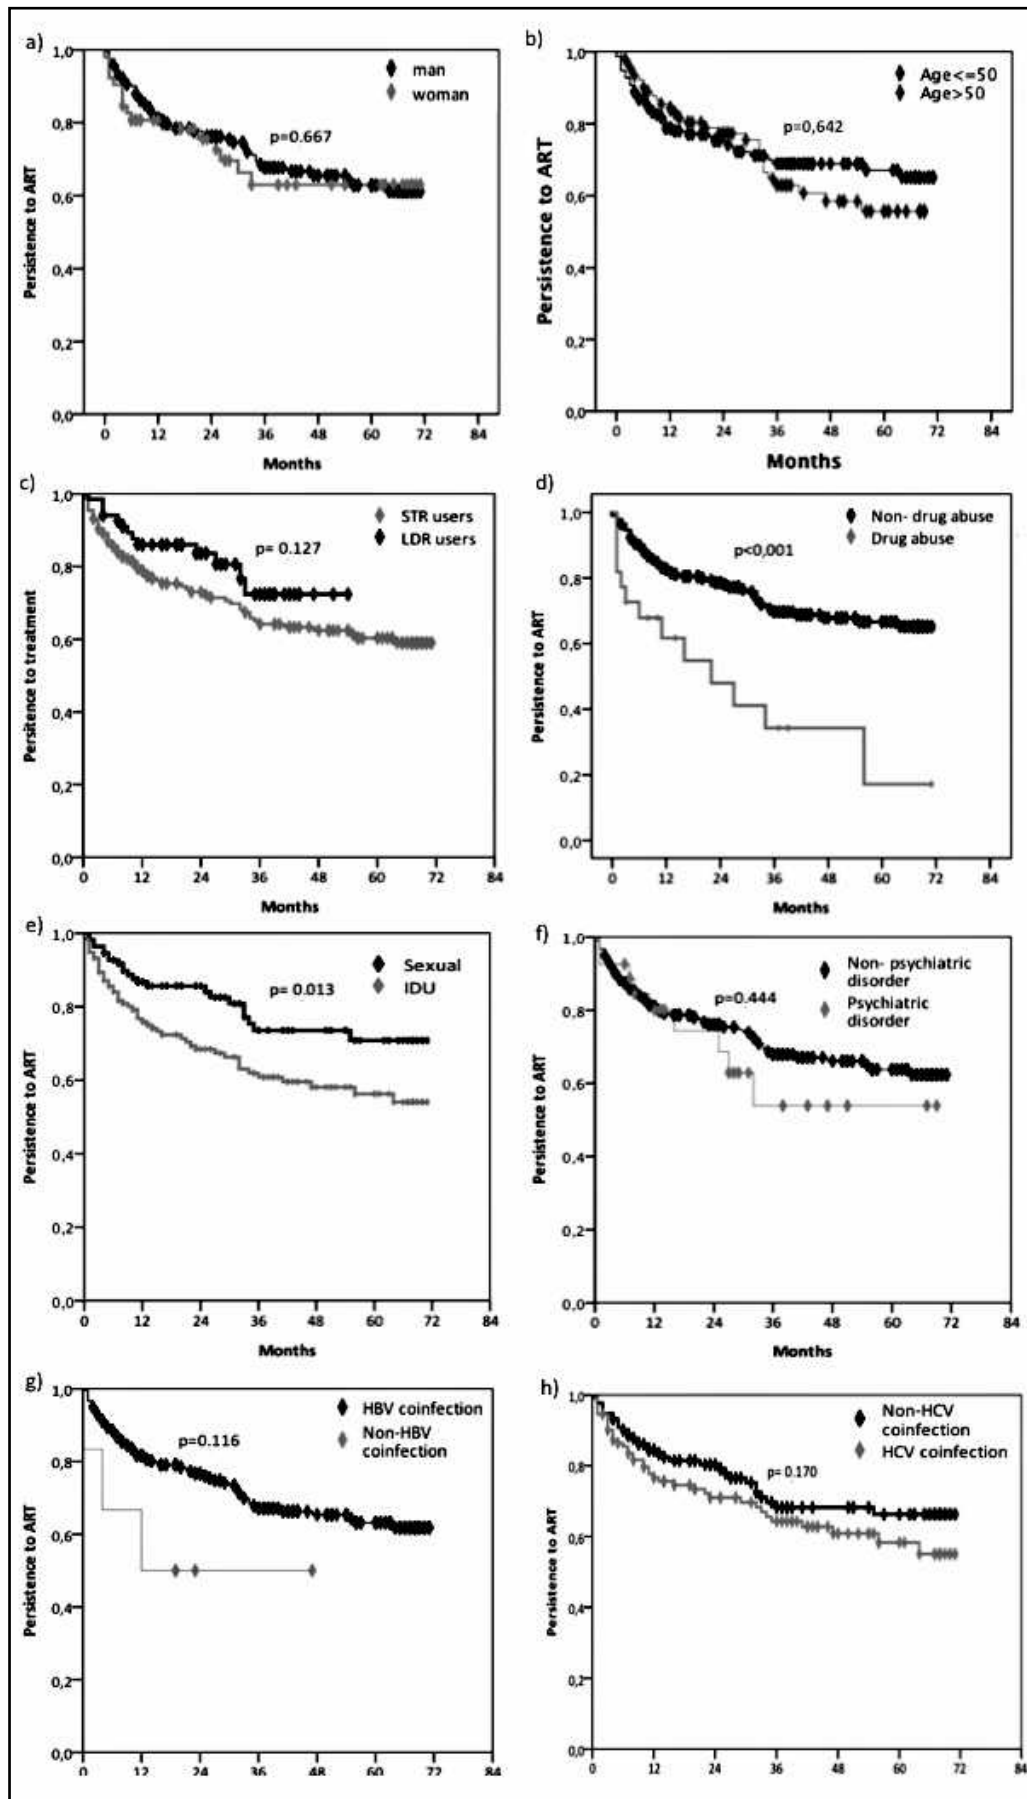 a)
1,0
0,8
0,6
0,4
0,2
0,0
Persistence to ART
man
woman
p=0.667
0 12 24 36 48 60 72 84
Months
b)
1,0
0,8
0,6
0,4
0,2
0,0
Persistence to ART
Age<=50
Age>50
p=0,642
0 12 24 36 48 60 72 84
Months
c)
1,0
0,8
0,6
0,4
0,2
0,0
Persitence to treatment
STR users
LDR users
p= 0.127
0 12 24 36 48 60 72 84
Months
d)
1,0
0,8
0,6
0,4
0,2
0,0
Persistence to ART
Non- drug abuse
Drug abuse
p<0,001
0 12 24 36 48 60 72 84
Months
e)
1,0
0,8
0,6
0,4
0,2
0,0
Persistence to ART
Sexual
IDU
p= 0.013
0 12 24 36 48 60 72 84
Months
f)
1,0
0,8
0,6
0,4
0,2
0,0
Persistence to ART
Non- psychiatric
disorder
Psychiatric
disorder
p=0.444
0 12 24 36 48 60 72 84
Months
g)
1,0
0,8
0,6
0,4
0,2
0,0
Persistence to ART
HBV coinfection
Non-HBV
coinfection
p=0.116
0 12 24 36 48 60 72 84
Months
h)
1,0
0,8
0,6
0,4
0,2
0,0
Persistence to ART
Non-HCV
coinfection
HCV coinfection
p= 0.170
0 12 24 36 48 60 72 84
Months